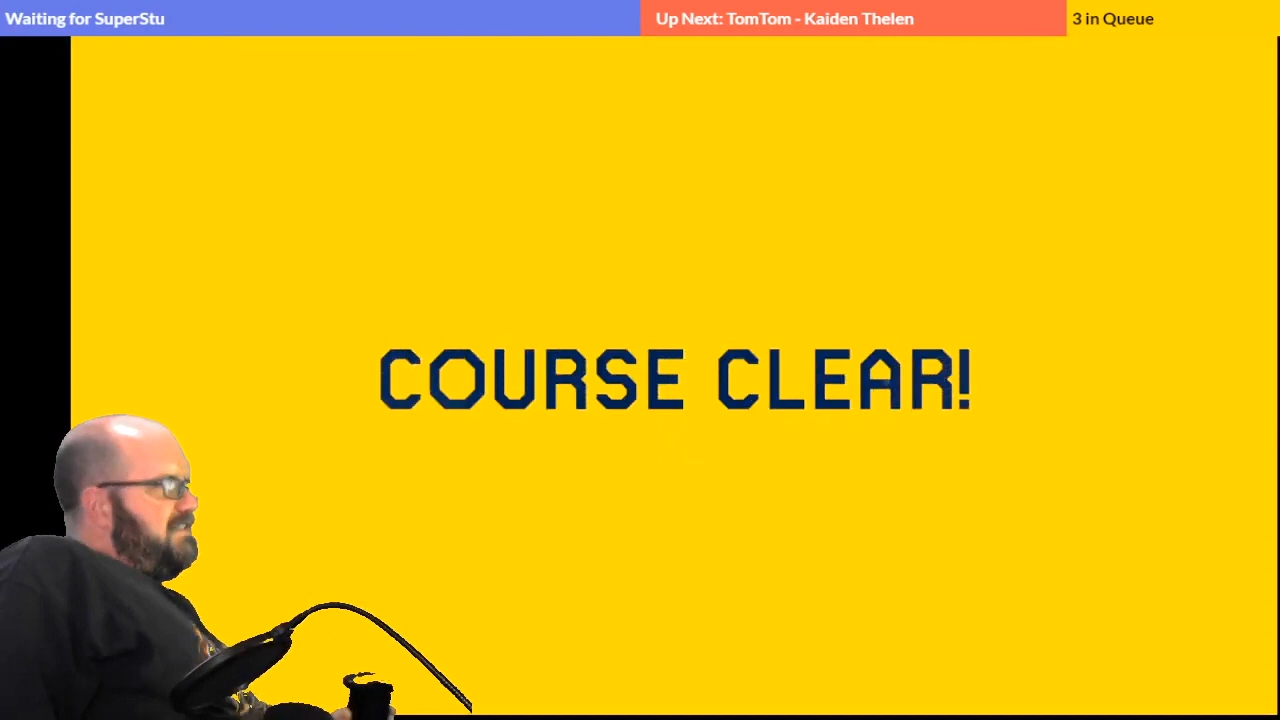 Waiting for SuperStu
Up Next: TomTom - Kaiden Thelen
3 in Queue
COURSE CLEAR!